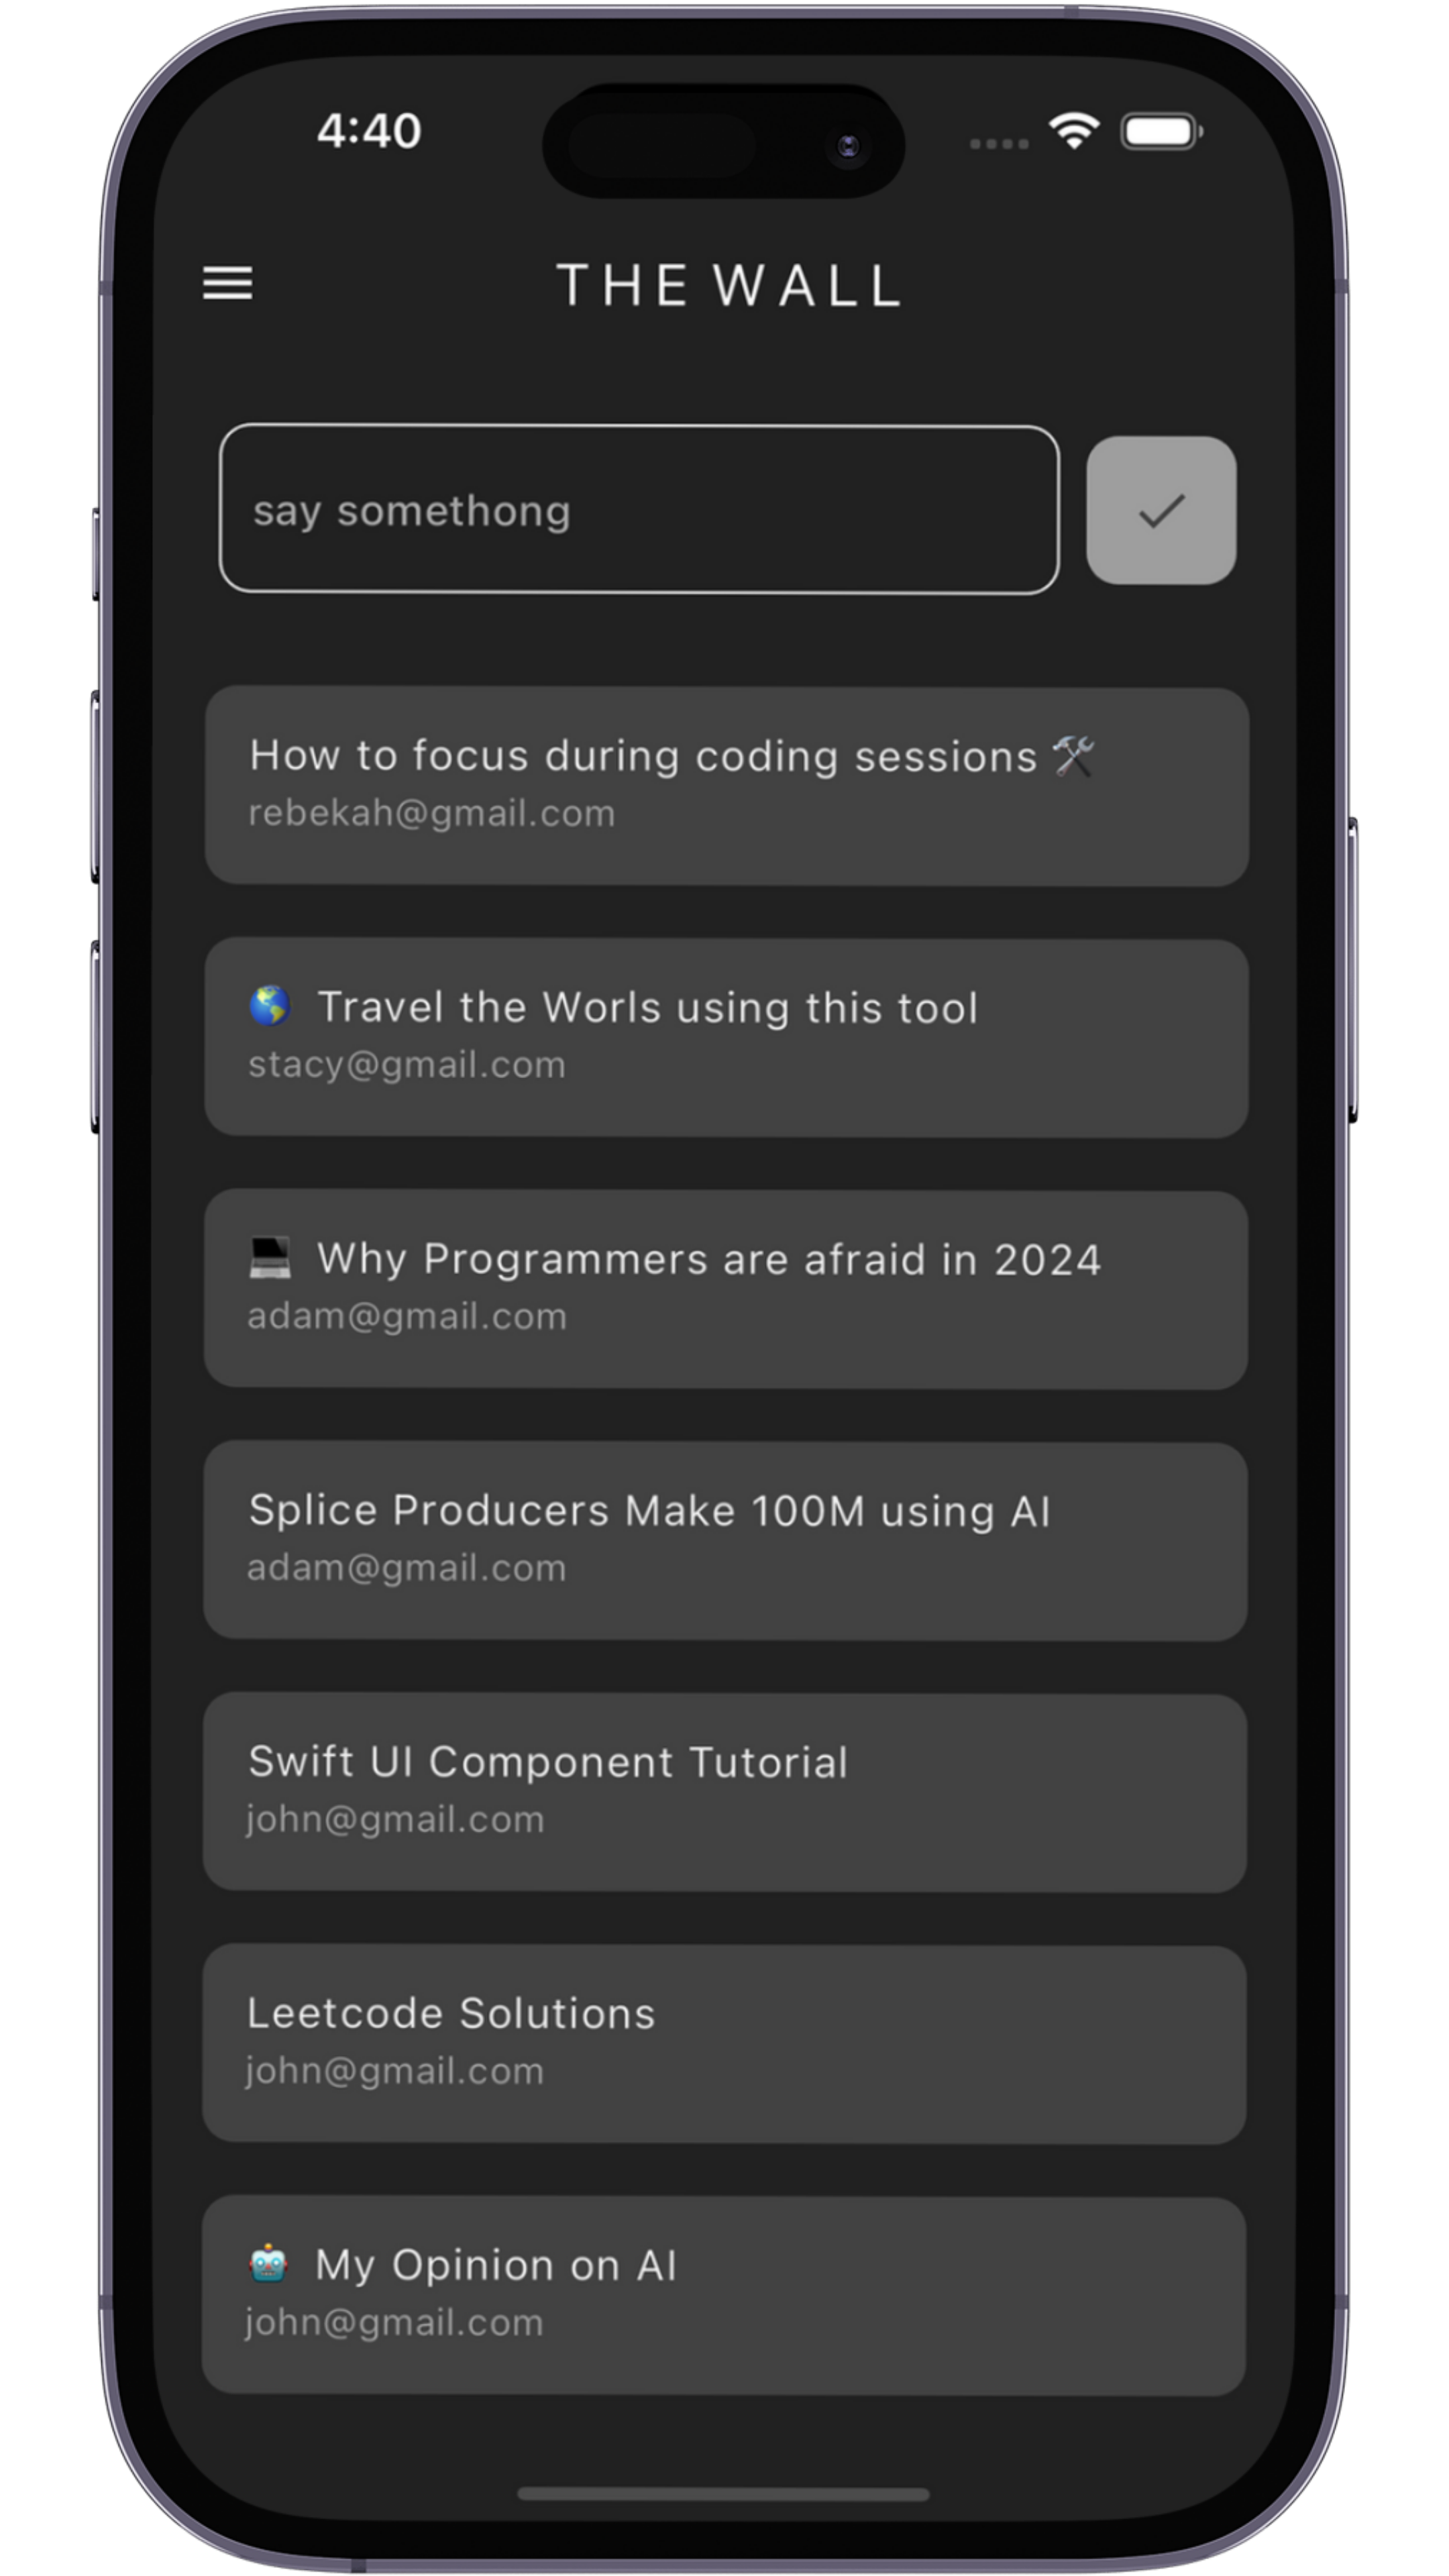 4:40
THE WALL
say somethong
How to focus during coding sessions 🛠️
rebekah@gmail.com
🌎 Travel the Worls using this tool
stacy@gmail.com
💻 Why Programmers are afraid in 2024
adam@gmail.com
Splice Producers Make 100M using AI
adam@gmail.com
Swift UI Component Tutorial
john@gmail.com
Leetcode Solutions
john@gmail.com
🤖 My Opinion on AI
john@gmail.com